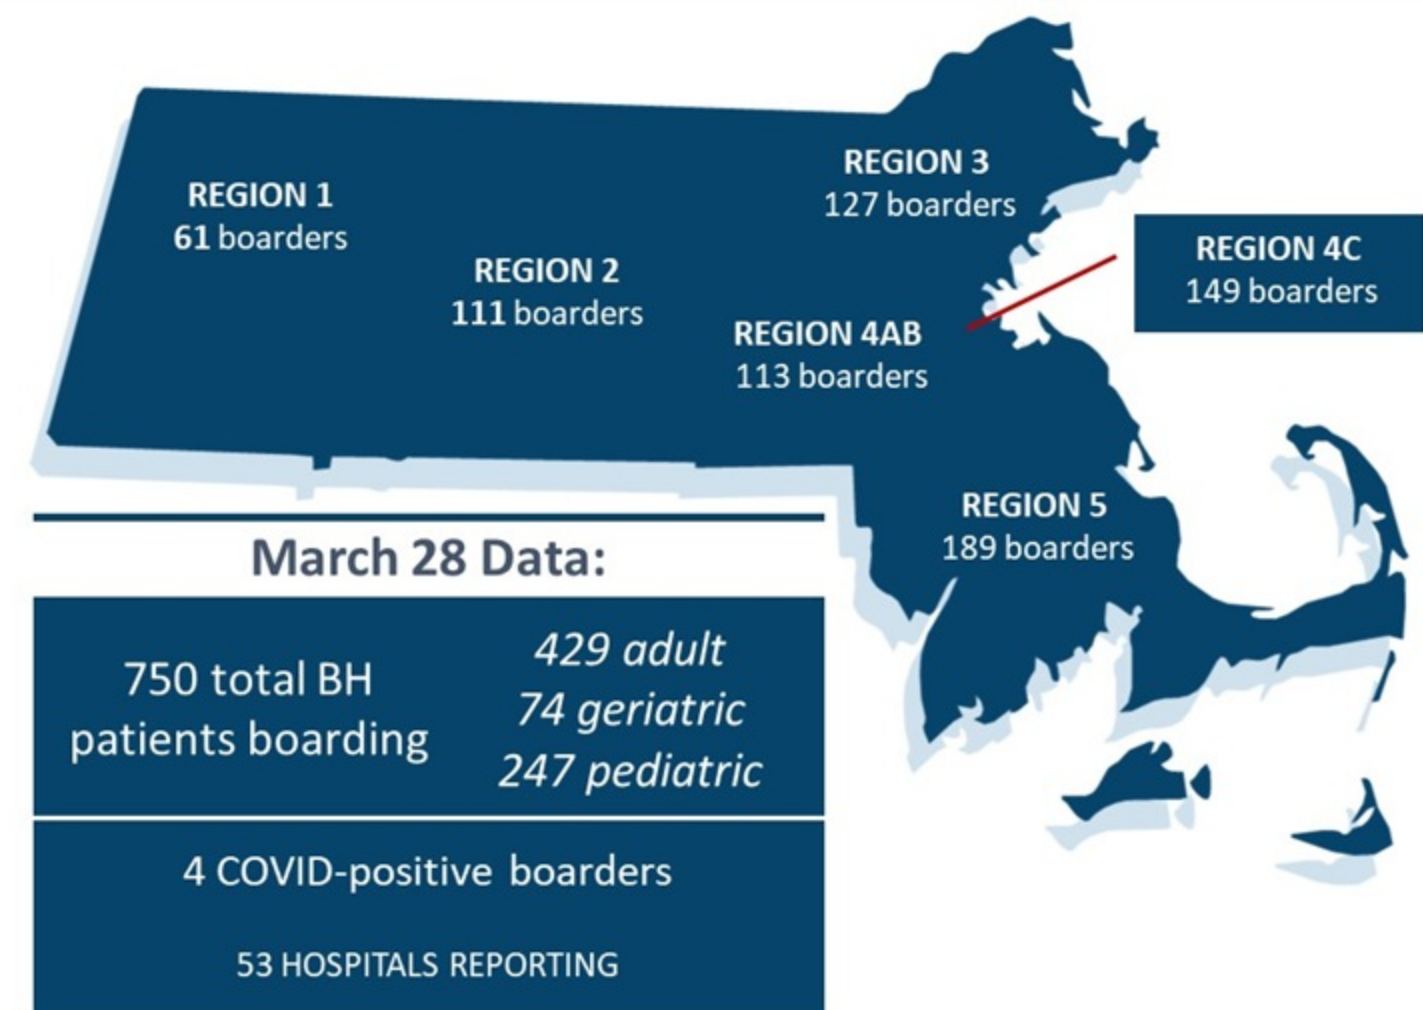 REGION 1
61 boarders
REGION 2
111 boarders
REGION 3
127 boarders
REGION 4AB
113 boarders
REGION 4C
149 boarders
REGION 5
189 boarders
March 28 Data:
750 total BH
patients boarding
429 adult
74 geriatric
247 pediatric
4 COVID-positive boarders
53 HOSPITALS REPORTING